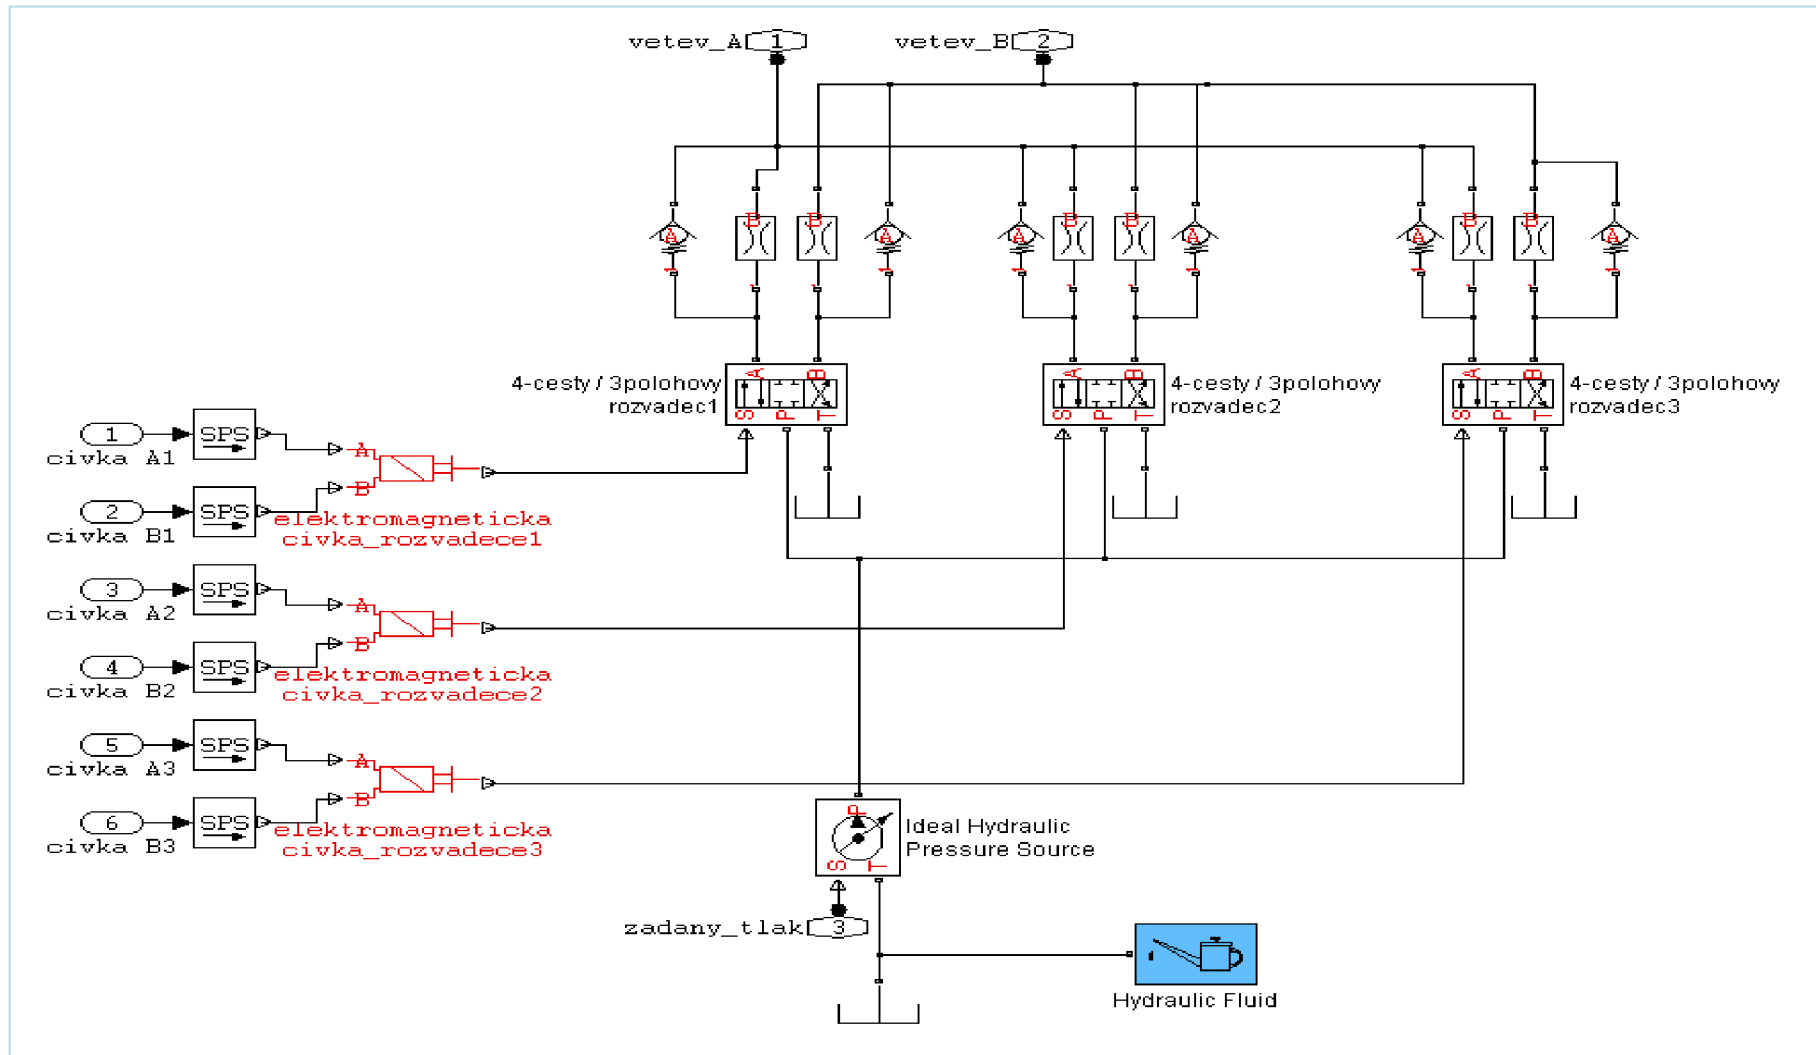 vetev_A 1
vetev_B 2
A A A A A A
B B B B B B
4-cesty / 3polohovy
rozvadec1
A B
S P T
4-cesty / 3polohovy
rozvadec2
A B
S P T
4-cesty / 3polohovy
rozvadec3
A B
S P T
1
civka A1
SPS
A
2
civka B1
SPS
B
elektromagneticka
civka_rozvadece1
3
civka A2
SPS
A
4
civka B2
SPS
B
elektromagneticka
civka_rozvadece2
5
civka A3
SPS
A
6
civka B3
SPS
B
elektromagneticka
civka_rozvadece3
P
S T
Ideal Hydraulic
Pressure Source
zadany_tlak 3
Hydraulic Fluid